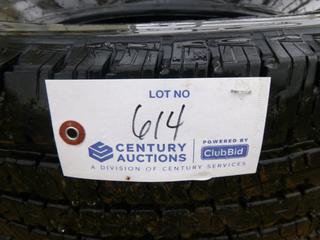 LOT NO
614
CENTURY AUCTIONS
POWERED BY
ClubBid
A DIVISION OF CENTURY SERVICES